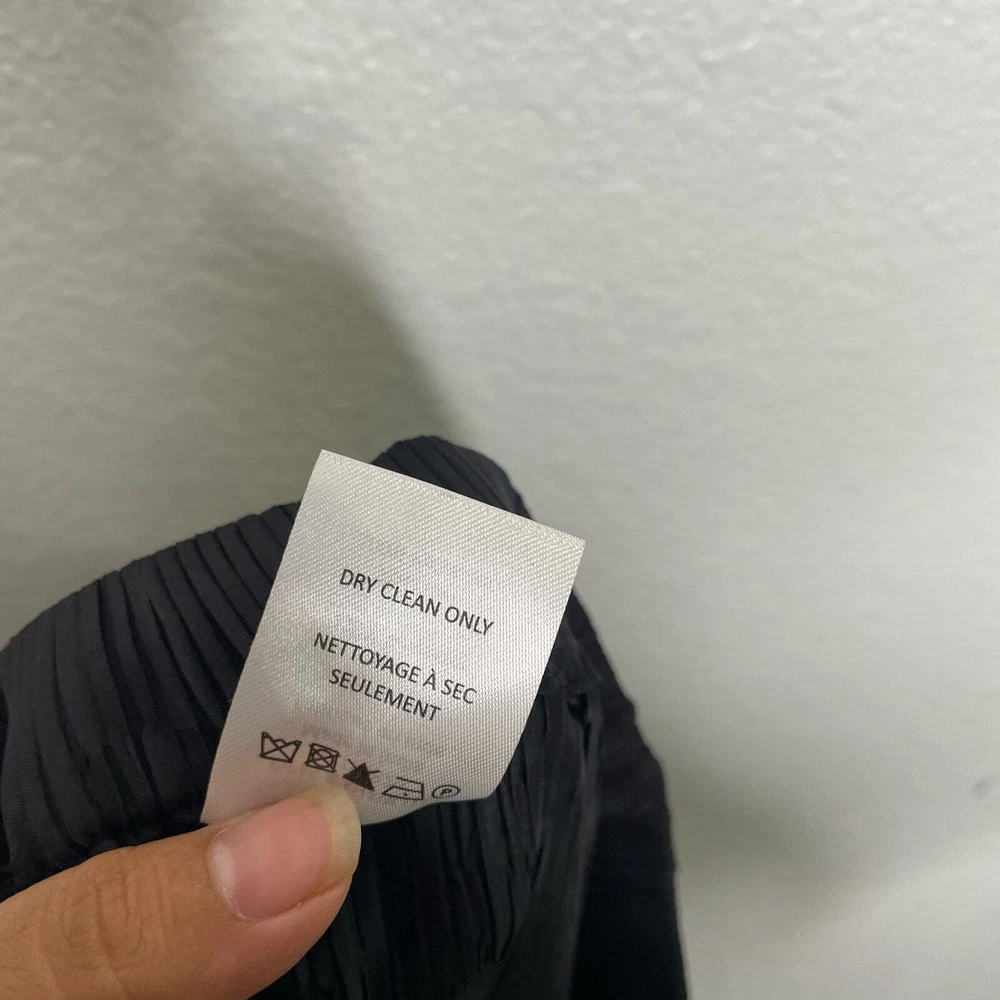 DRY CLEAN ONLY
NETTOYAGE À SEC
SEULEMENT
P